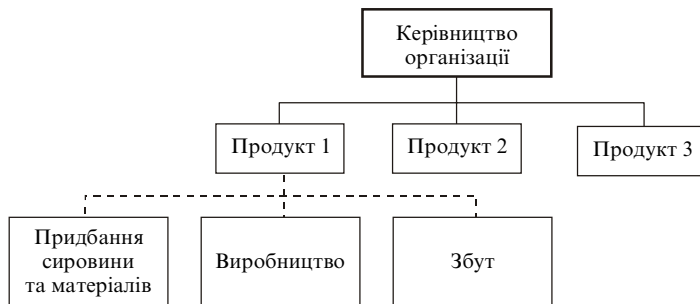 Керівництво
організації
Продукт 1
Продукт 2
Продукт 3
Придбання
сировини
та матеріалів
Виробництво
Збут